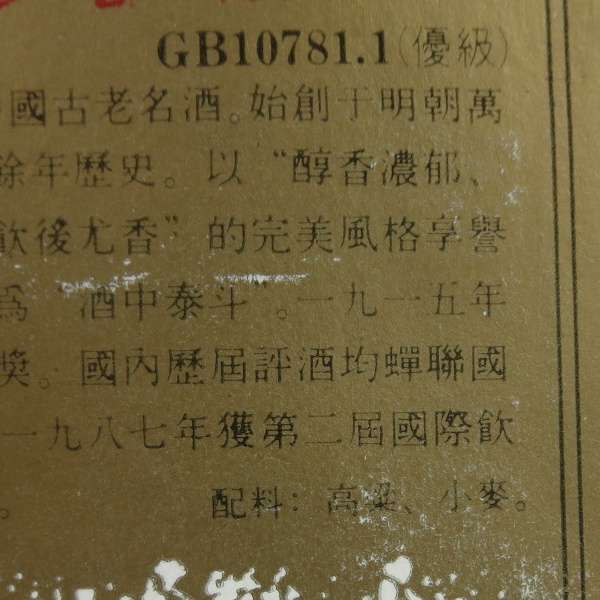 GB10781.1(優級)
國古老名酒。始創于明朝萬
餘年歷史。以“醇香濃郁、
飲後尤香”的完美風格享譽
爲“酒中泰斗”。一九一五年
獎。國內歷屆評酒均蟬聯國
一九八七年獲第二屆國際飲
。配料：高粱、小麥。